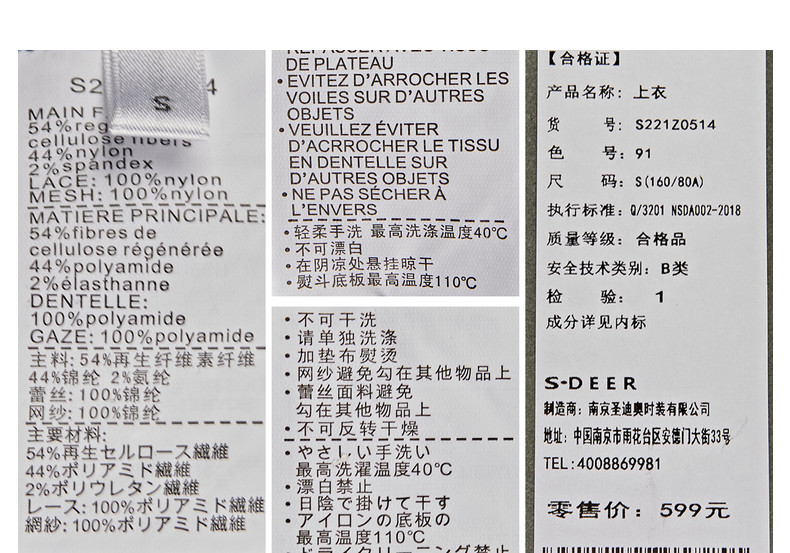 S
MAIN
54%reg
cellulose fibers
44%nylon
2%spandex
LACE: 100%nylon
MESH: 100%nylon
MATIERE PRINCIPALE:
54%fibres de
cellulose régénérée
44%polyamide
2%élasthanne
DENTELLE:
100%polyamide
GAZE: 100%polyamide
主料: 54%再生纤维素纤维
44%锦纶 2%氨纶
蕾丝: 100%锦纶
网纱: 100%锦纶
主要材料:
54%再生セルロース繊維
44%ポリアミド繊維
2%ポリウレタン繊維
レース: 100%ポリアミド繊維
網紗: 100%ポリアミド繊維
DE PLATEAU
•EVITEZ D'ARROCHER LES
VOILES SUR D'AUTRES
OBJETS
•VEUILLEZ ÉVITER
D'ACRROCHER LE TISSU
EN DENTELLE SUR
D'AUTRES OBJETS
•NE PAS SÉCHER À
L'ENVERS
•轻柔手洗 最高洗涤温度40℃
•不可漂白
•在阴凉处悬挂晾干
•熨斗底板最高温度110℃
•不可干洗
•请单独洗涤
•加垫布熨烫
•网纱避免勾在其他物品上
•蕾丝面料避免
勾在其他物品上
•不可反转干燥
•やさしい手洗い
最高洗濯温度40℃
•漂白禁止
•日陰で掛けて干す
•アイロンの底板の
最高温度110℃
•ドライクリーニング禁止
【合格证】
产品名称: 上衣
货 号: S221Z0514
色 号: 91
尺 码: S(160/80A)
执行标准: Q/3201 NSDA002-2018
质量等级: 合格品
安全技术类别: B类
检 验: 1
成分详见内标
S·DEER
制造商: 南京圣迪奥时装有限公司
地址: 中国南京市雨花台区安德门大街33号
TEL:4008869981
零售价: 599元